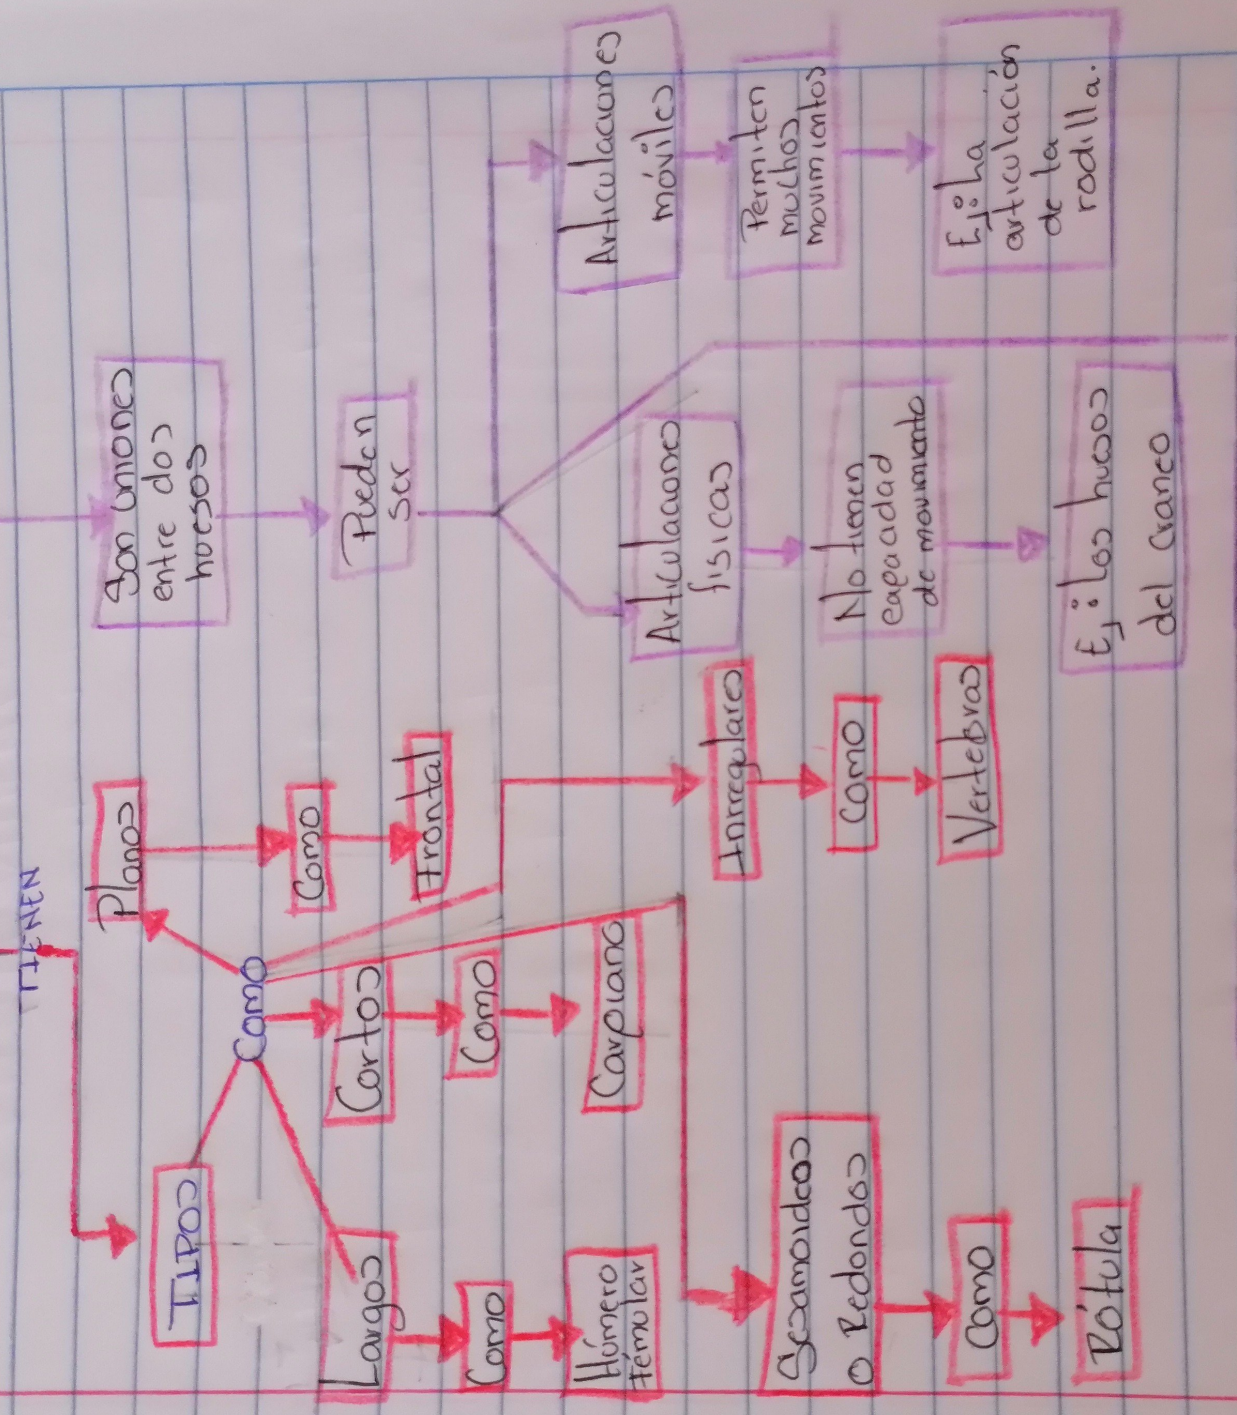 TIENEN
TIPOS
Como
Largos
Como
Húmero
Fémular
Cortos
Como
Carpiano
Planos
Como
Frontal
Irregulares
Como
Vertebras
Sesamoideos
o Redondos
Como
Rótula
Son Uniones
entre dos
huesos
Pueden
ser
Articulaciones
fisicas
No tienen
capacidad
de movimiento
Ej: Los huesos
del Craneo
Articulaciones
móviles
Permiten
muchos
movimientos
Ej: La
articulación
de la
rodilla.